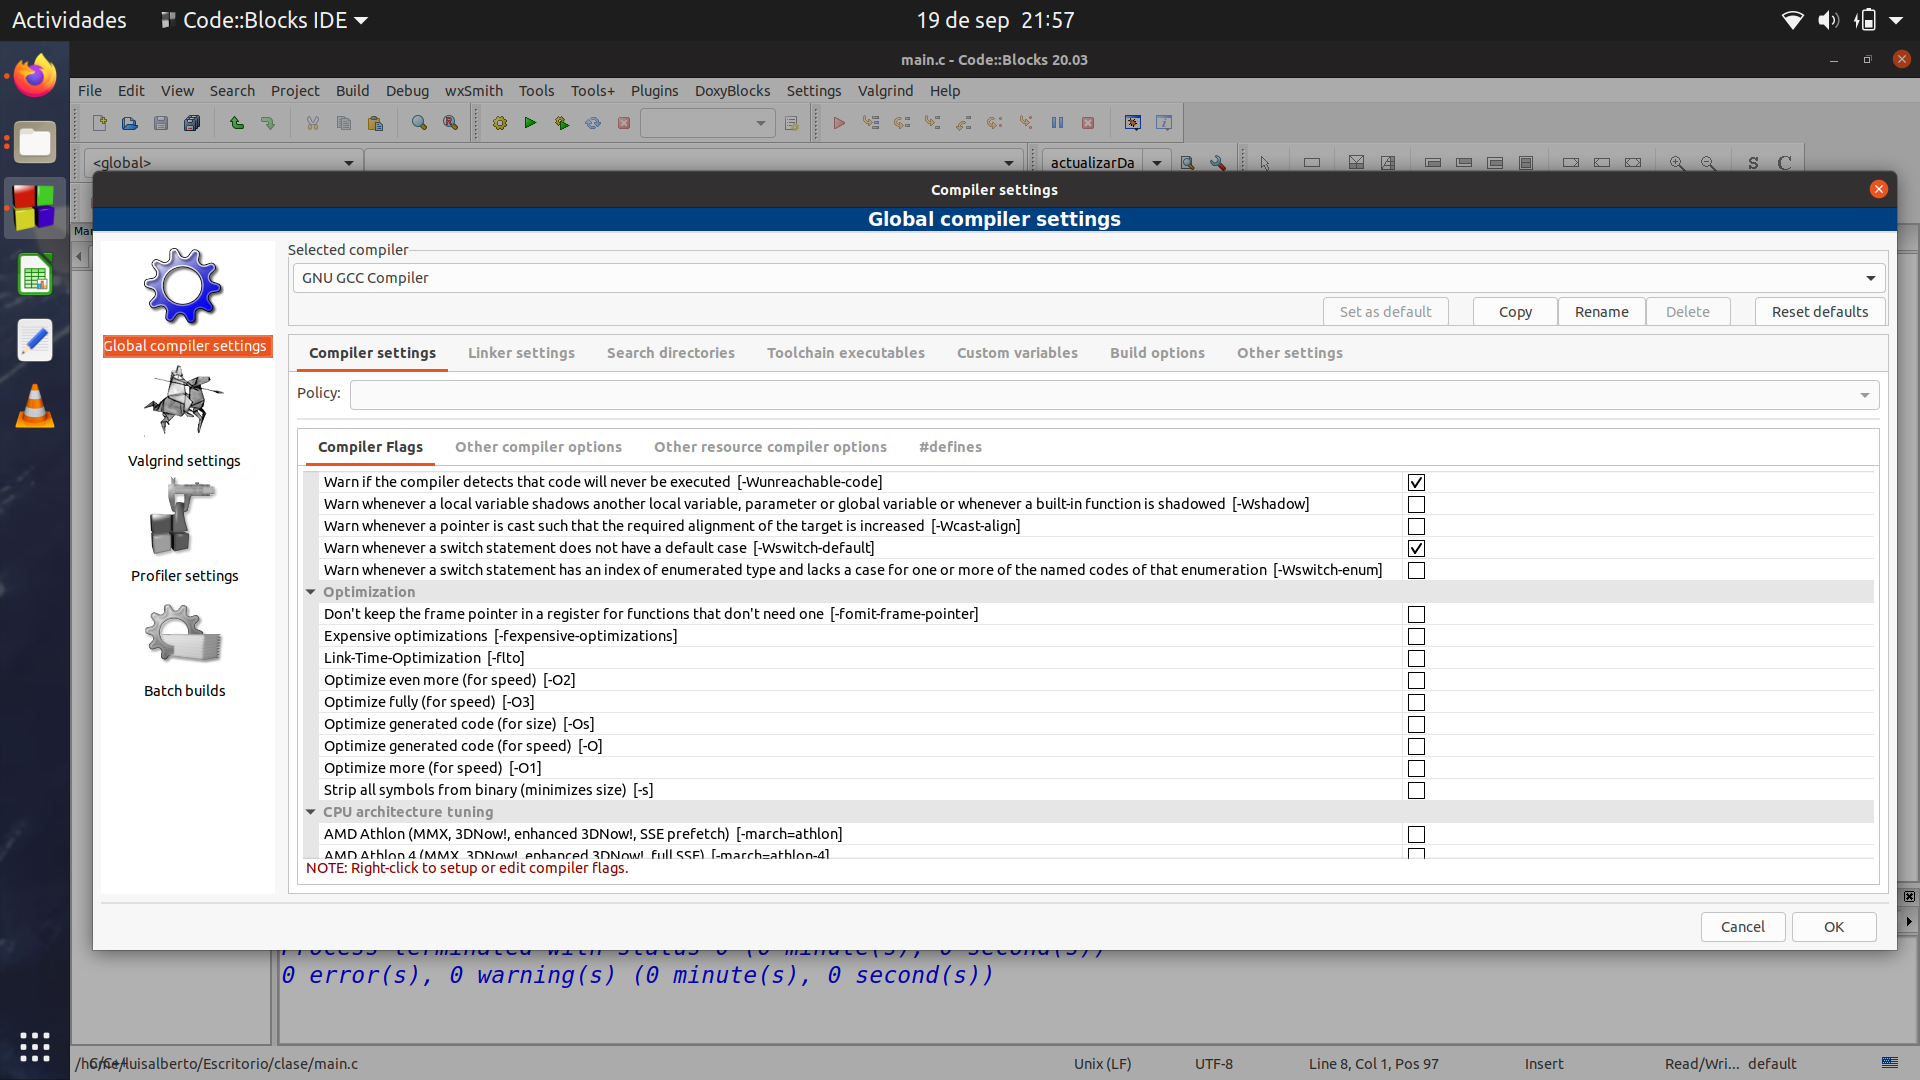 Actividades
Code::Blocks IDE
19 de sep 21:57
main.c - Code::Blocks 20.03
File Edit View Search Project Build Debug wxSmith Tools Tools+ Plugins DoxyBlocks Settings Valgrind Help
<global>
actualizarDa
S C
Compiler settings
Global compiler settings
Selected compiler
GNU GCC Compiler
Set as default Copy Rename Delete Reset defaults
Global compiler settings
Valgrind settings
Profiler settings
Batch builds
Compiler settings Linker settings Search directories Toolchain executables Custom variables Build options Other settings
Policy:
Compiler Flags Other compiler options Other resource compiler options #defines
Warn if the compiler detects that code will never be executed [-Wunreachable-code]
Warn whenever a local variable shadows another local variable, parameter or global variable or whenever a built-in function is shadowed [-Wshadow]
Warn whenever a pointer is cast such that the required alignment of the target is increased [-Wcast-align]
Warn whenever a switch statement does not have a default case [-Wswitch-default]
Warn whenever a switch statement has an index of enumerated type and lacks a case for one or more of the named codes of that enumeration [-Wswitch-enum]
Optimization
Don't keep the frame pointer in a register for functions that don't need one [-fomit-frame-pointer]
Expensive optimizations [-fexpensive-optimizations]
Link-Time-Optimization [-flto]
Optimize even more (for speed) [-O2]
Optimize fully (for speed) [-O3]
Optimize generated code (for size) [-Os]
Optimize generated code (for speed) [-O]
Optimize more (for speed) [-O1]
Strip all symbols from binary (minimizes size) [-s]
CPU architecture tuning
AMD Athlon (MMX, 3DNow!, enhanced 3DNow!, SSE prefetch) [-march=athlon]
AMD Athlon 4 (MMX, 3DNow!, enhanced 3DNow!, full SSE) [-march=athlon-4]
NOTE: Right-click to setup or edit compiler flags.
Cancel OK
Process terminated with status 0 (0 minute(s), 0 second(s))
0 error(s), 0 warning(s) (0 minute(s), 0 second(s))
/home/luisalberto/Escritorio/clase/main.c
C/C++
Unix (LF) UTF-8 Line 8, Col 1, Pos 97 Insert Read/Wri... default